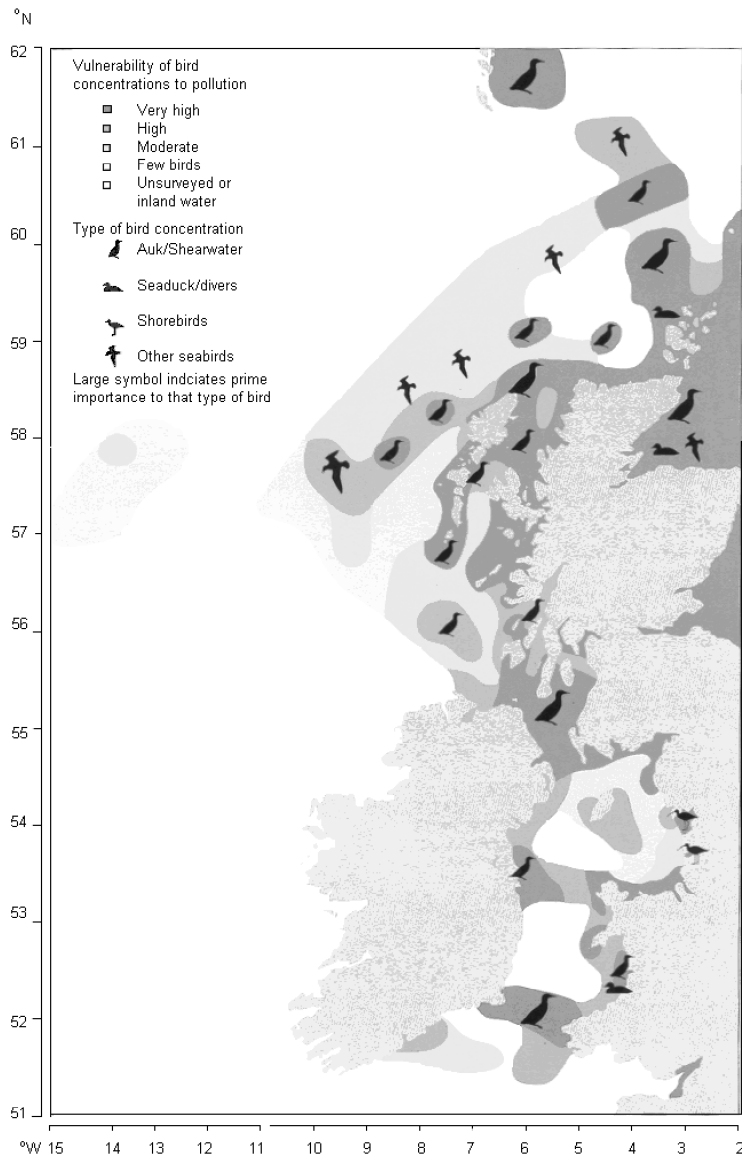 °N
62
Vulnerability of bird
concentrations to pollution
Very high
High
Moderate
Few birds
Unsurveyed or
inland water
Type of bird concentration
Auk/Shearwater
Seaduck/divers
Shorebirds
Other seabirds
Large symbol indciates prime
importance to that type of bird
61
60
59
58
57
56
55
54
53
52
51
°W 15 14 13 12 11 10 9 8 7 6 5 4 3 2